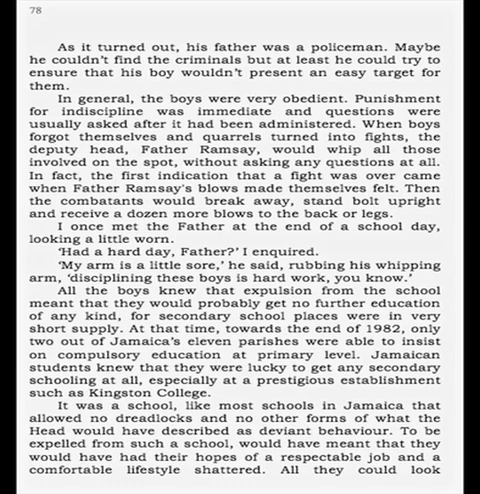 78
As it turned out, his father was a policeman. Maybe
he couldn't find the criminals but at least he could try to
ensure that his boy wouldn't present an easy target for
them.
In general, the boys were very obedient. Punishment
for indiscipline was immediate and questions were
usually asked after it had been administered. When boys
forgot themselves and quarrels turned into fights, the
deputy head, Father Ramsay, would whip all those
involved on the spot, without asking any questions at all.
In fact, the first indication that a fight was over came
when Father Ramsay's blows made themselves felt. Then
the combatants would break away, stand bolt upright
and receive a dozen more blows to the back or legs.
I once met the Father at the end of a school day,
looking a little worn.
'Had a hard day, Father?' I enquired.
'My arm is a little sore,' he said, rubbing his whipping
arm, 'disciplining these boys is hard work, you know.'
All the boys knew that expulsion from the school
meant that they would probably get no further education
of any kind, for secondary school places were in very
short supply. At that time, towards the end of 1982, only
two out of Jamaica's eleven parishes were able to insist
on compulsory education at primary level. Jamaican
students knew that they were lucky to get any secondary
schooling at all, especially at a prestigious establishment
such as Kingston College.
It was a school, like most schools in Jamaica that
allowed no dreadlocks and no other forms of what the
Head would have described as deviant behaviour. To be
expelled from such a school, would have meant that they
would have had their hopes of a respectable job and a
comfortable lifestyle shattered. All they could look